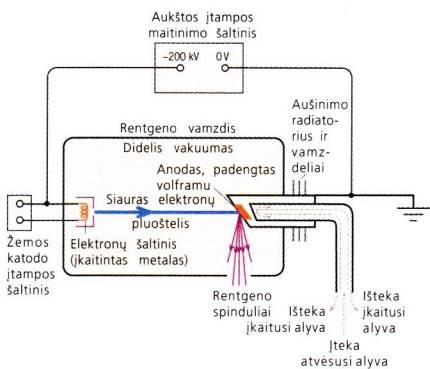 Aukštos įtampos
maitinimo šaltinis
−200 kV 0 V
Rentgeno vamzdis
Didelis vakuumas
Aušinimo
radiato-
rius ir
vamz-
deliai
Anodas, padengtas
volframu
Siauras elektronų
pluoštelis
Žemos
katodo
įtampos
šaltinis
Elektronų šaltinis
(įkaitintas metalas)
Rentgeno
spinduliai
Išteka
įkaitusi
alyva
Išteka
įkaitusi
alyva
Įteka
atvėsusi alyva